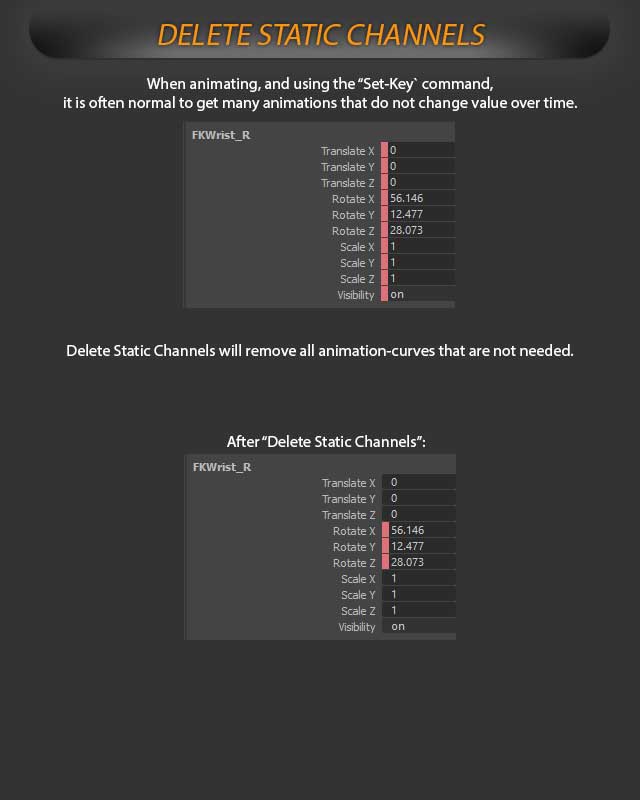 DELETE STATIC CHANNELS
When animating, and using the “Set-Key` command,
it is often normal to get many animations that do not change value over time.
FKWrist_R
Translate X 0
Translate Y 0
Translate Z 0
Rotate X 56.146
Rotate Y 12.477
Rotate Z 28.073
Scale X 1
Scale Y 1
Scale Z 1
Visibility on
Delete Static Channels will remove all animation-curves that are not needed.
After “Delete Static Channels”:
FKWrist_R
Translate X 0
Translate Y 0
Translate Z 0
Rotate X 56.146
Rotate Y 12.477
Rotate Z 28.073
Scale X 1
Scale Y 1
Scale Z 1
Visibility on